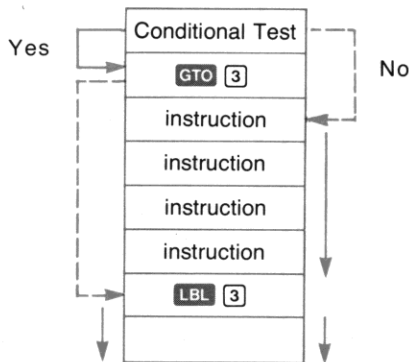 Conditional Test
Yes
No
GTO 3
instruction
instruction
instruction
instruction
LBL 3